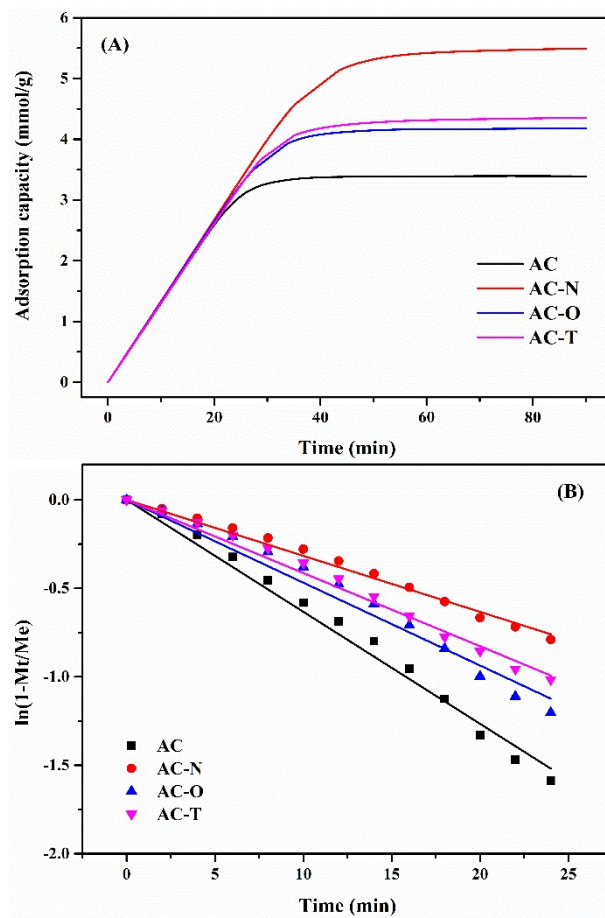 (A)
Adsorption capacity (mmol/g)
6
5
4
3
2
1
0
AC
AC-N
AC-O
AC-T
0 20 40 60 80
Time (min)
(B)
ln(1-Mt/Me)
0.0
-0.5
-1.0
-1.5
-2.0
AC
AC-N
AC-O
AC-T
0 5 10 15 20 25
Time (min)